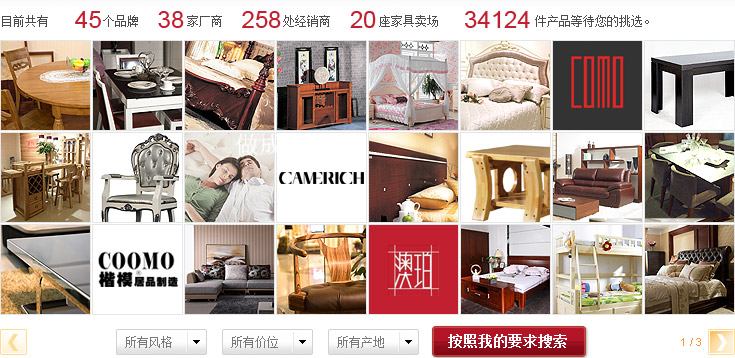 目前共有 45个品牌 38家厂商 258处经销商 20座家具卖场 34124件产品等待您的挑选。
COMO
做成
CAMERICH
COOMO
楷模®居品制造
澳珀
所有风格 所有价位 所有产地 按照我的要求搜索 1/3